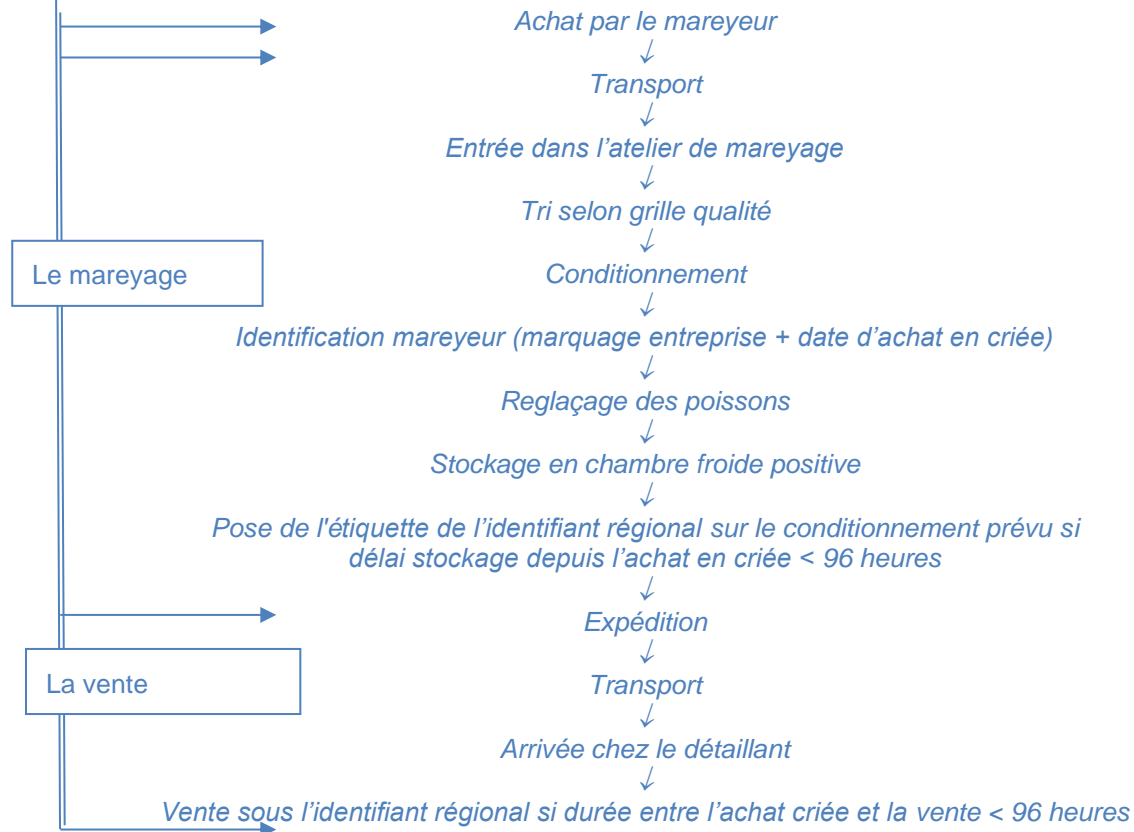 Achat par le mareyeur
↓
Transport
↓
Entrée dans l’atelier de mareyage
↓
Tri selon grille qualité
↓
Le mareyage
Conditionnement
↓
Identification mareyeur (marquage entreprise + date d’achat en criée)
↓
Reglaçage des poissons
↓
Stockage en chambre froide positive
↓
Pose de l'étiquette de l’identifiant régional sur le conditionnement prévu si
délai stockage depuis l’achat en criée < 96 heures
↓
Expédition
↓
La vente
Transport
↓
Arrivée chez le détaillant
↓
Vente sous l’identifiant régional si durée entre l’achat criée et la vente < 96 heures